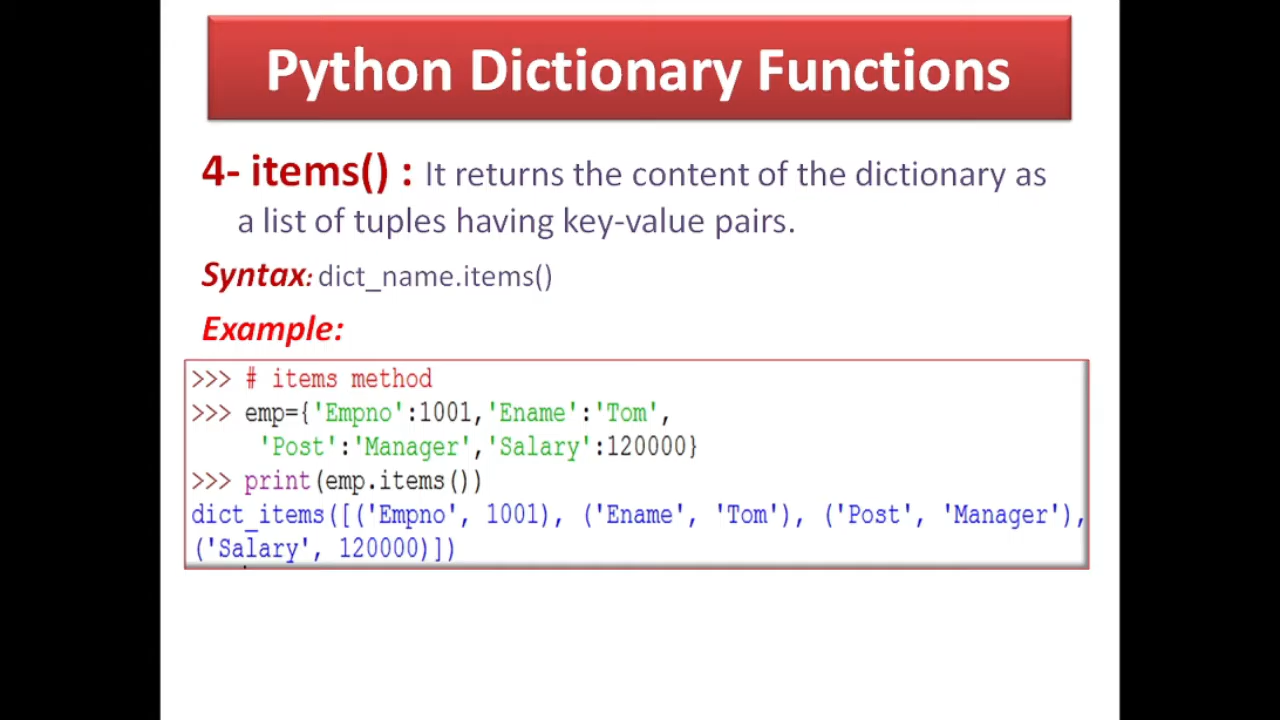 Python Dictionary Functions
4- items() : It returns the content of the dictionary as
a list of tuples having key-value pairs.
Syntax: dict_name.items()
Example:
>>> # items method
>>> emp={'Empno':1001,'Ename':'Tom',
'Post':'Manager','Salary':120000}
>>> print(emp.items())
dict_items([('Empno', 1001), ('Ename', 'Tom'), ('Post', 'Manager'),
('Salary', 120000)])